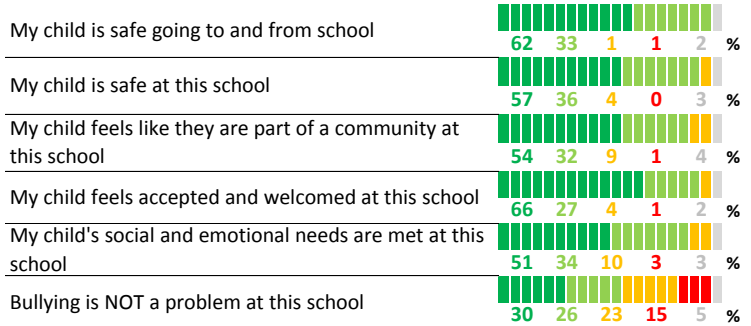 My child is safe going to and from school
62 33 1 1 2 %
My child is safe at this school
57 36 4 0 3 %
My child feels like they are part of a community at
this school
54 32 9 1 4 %
My child feels accepted and welcomed at this school
66 27 4 1 2 %
My child's social and emotional needs are met at this
school
51 34 10 3 3 %
Bullying is NOT a problem at this school
30 26 23 15 5 %